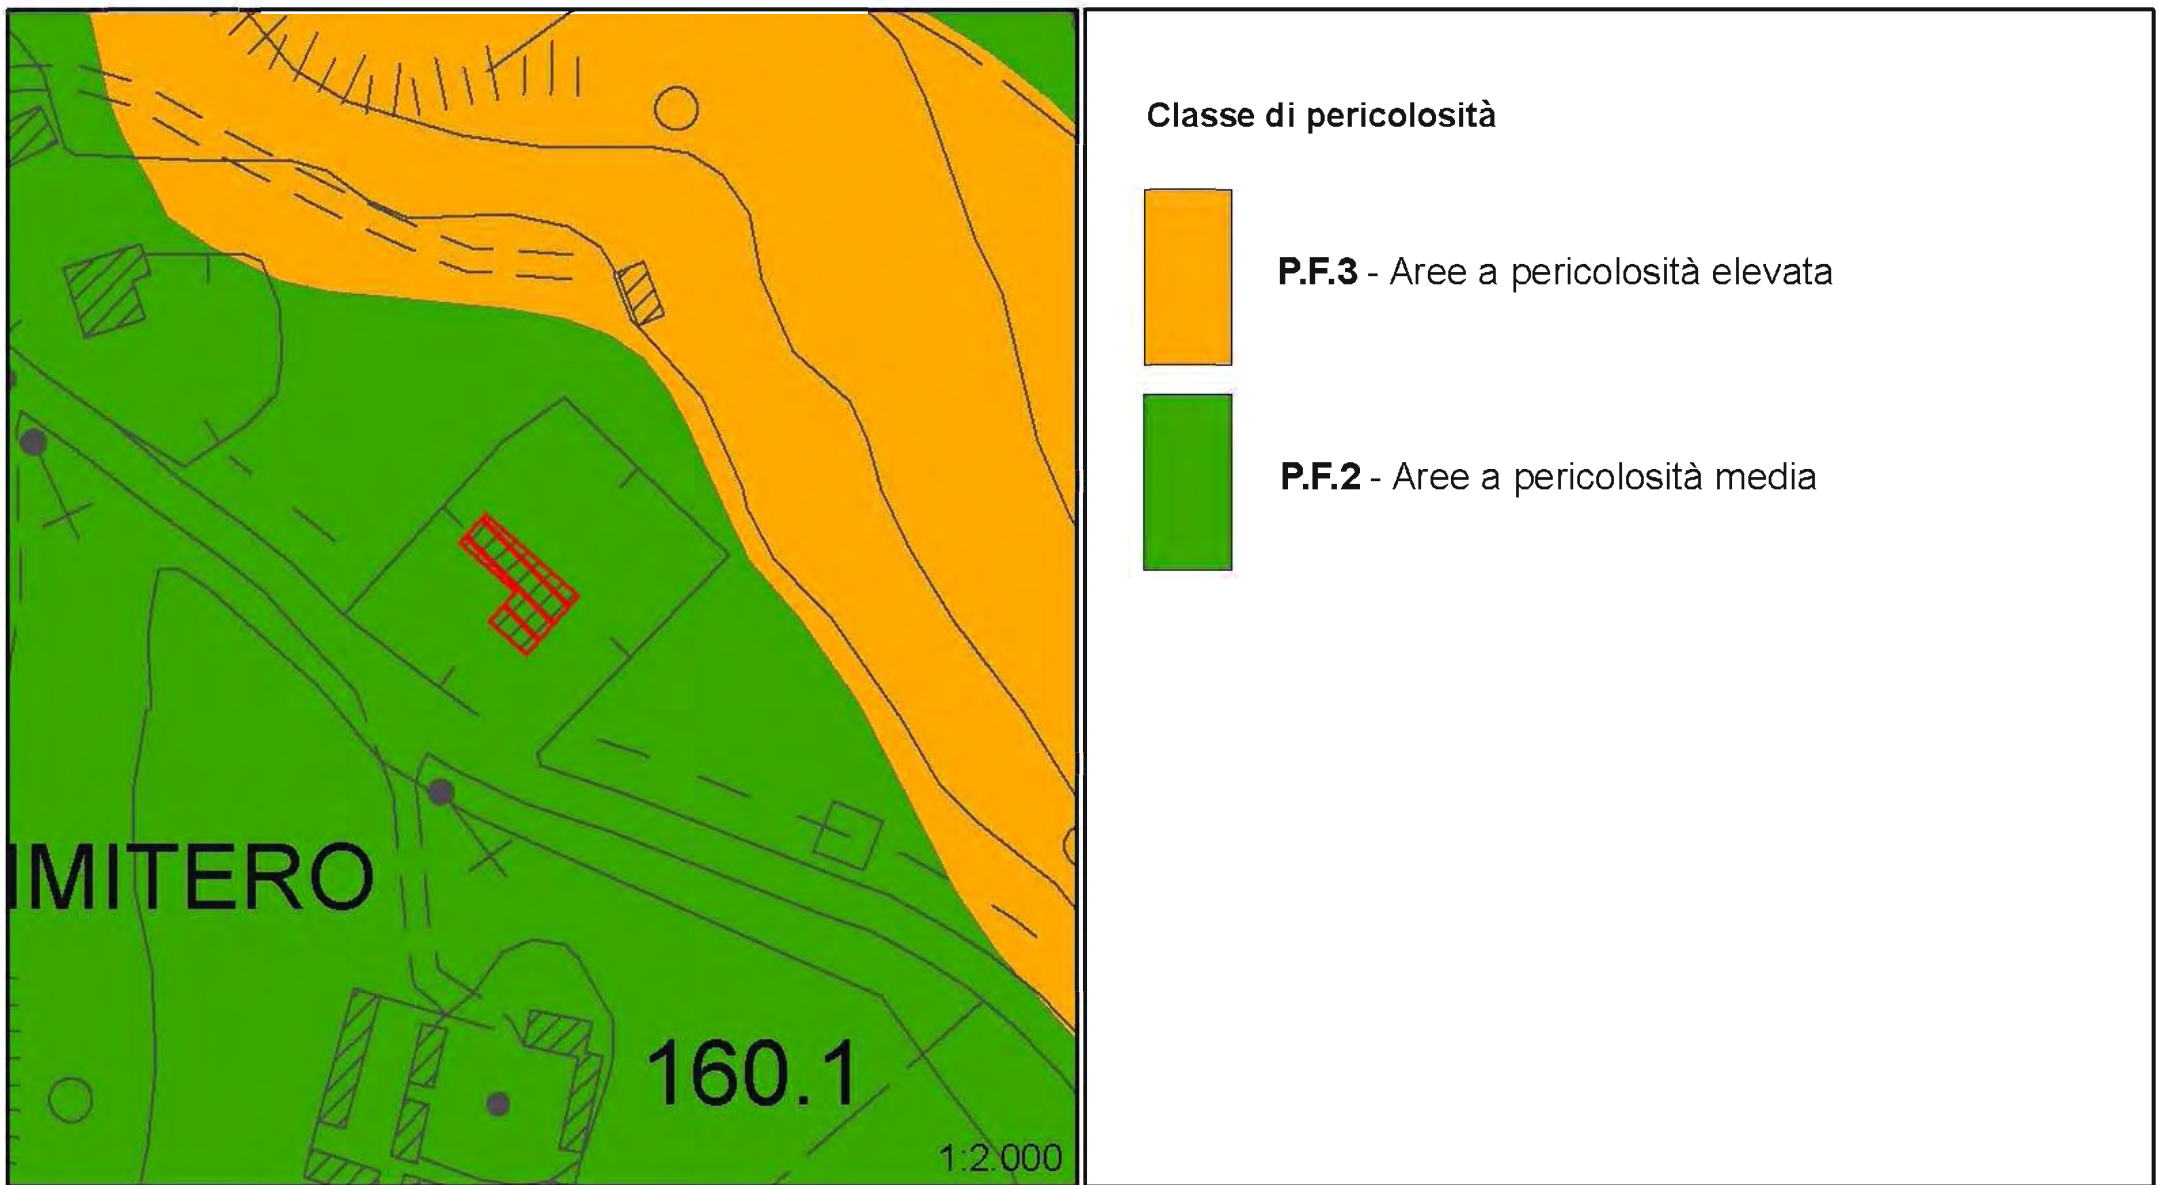 IMITERO
160.1
1:2.000
Classe di pericolosità
P.F.3 - Aree a pericolosità elevata
P.F.2 - Aree a pericolosità media